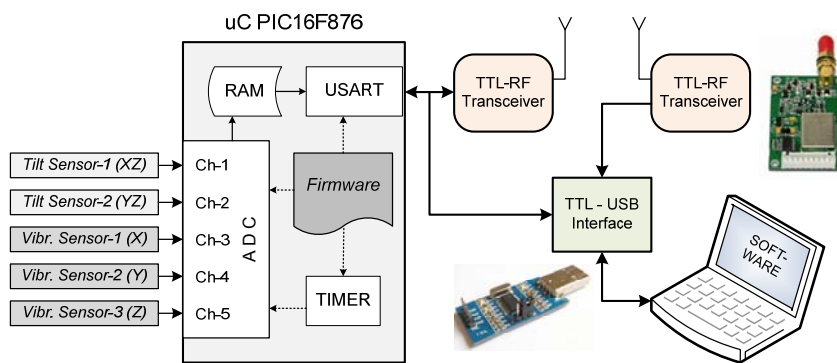 uC PIC16F876
RAM
USART
TTL-RF
Transceiver
TTL-RF
Transceiver
Tilt Sensor-1 (XZ)
Tilt Sensor-2 (YZ)
Vibr. Sensor-1 (X)
Vibr. Sensor-2 (Y)
Vibr. Sensor-3 (Z)
Ch-1
Ch-2
Ch-3
Ch-4
Ch-5
ADC
Firmware
TIMER
TTL - USB
Interface
SOFT-
WARE